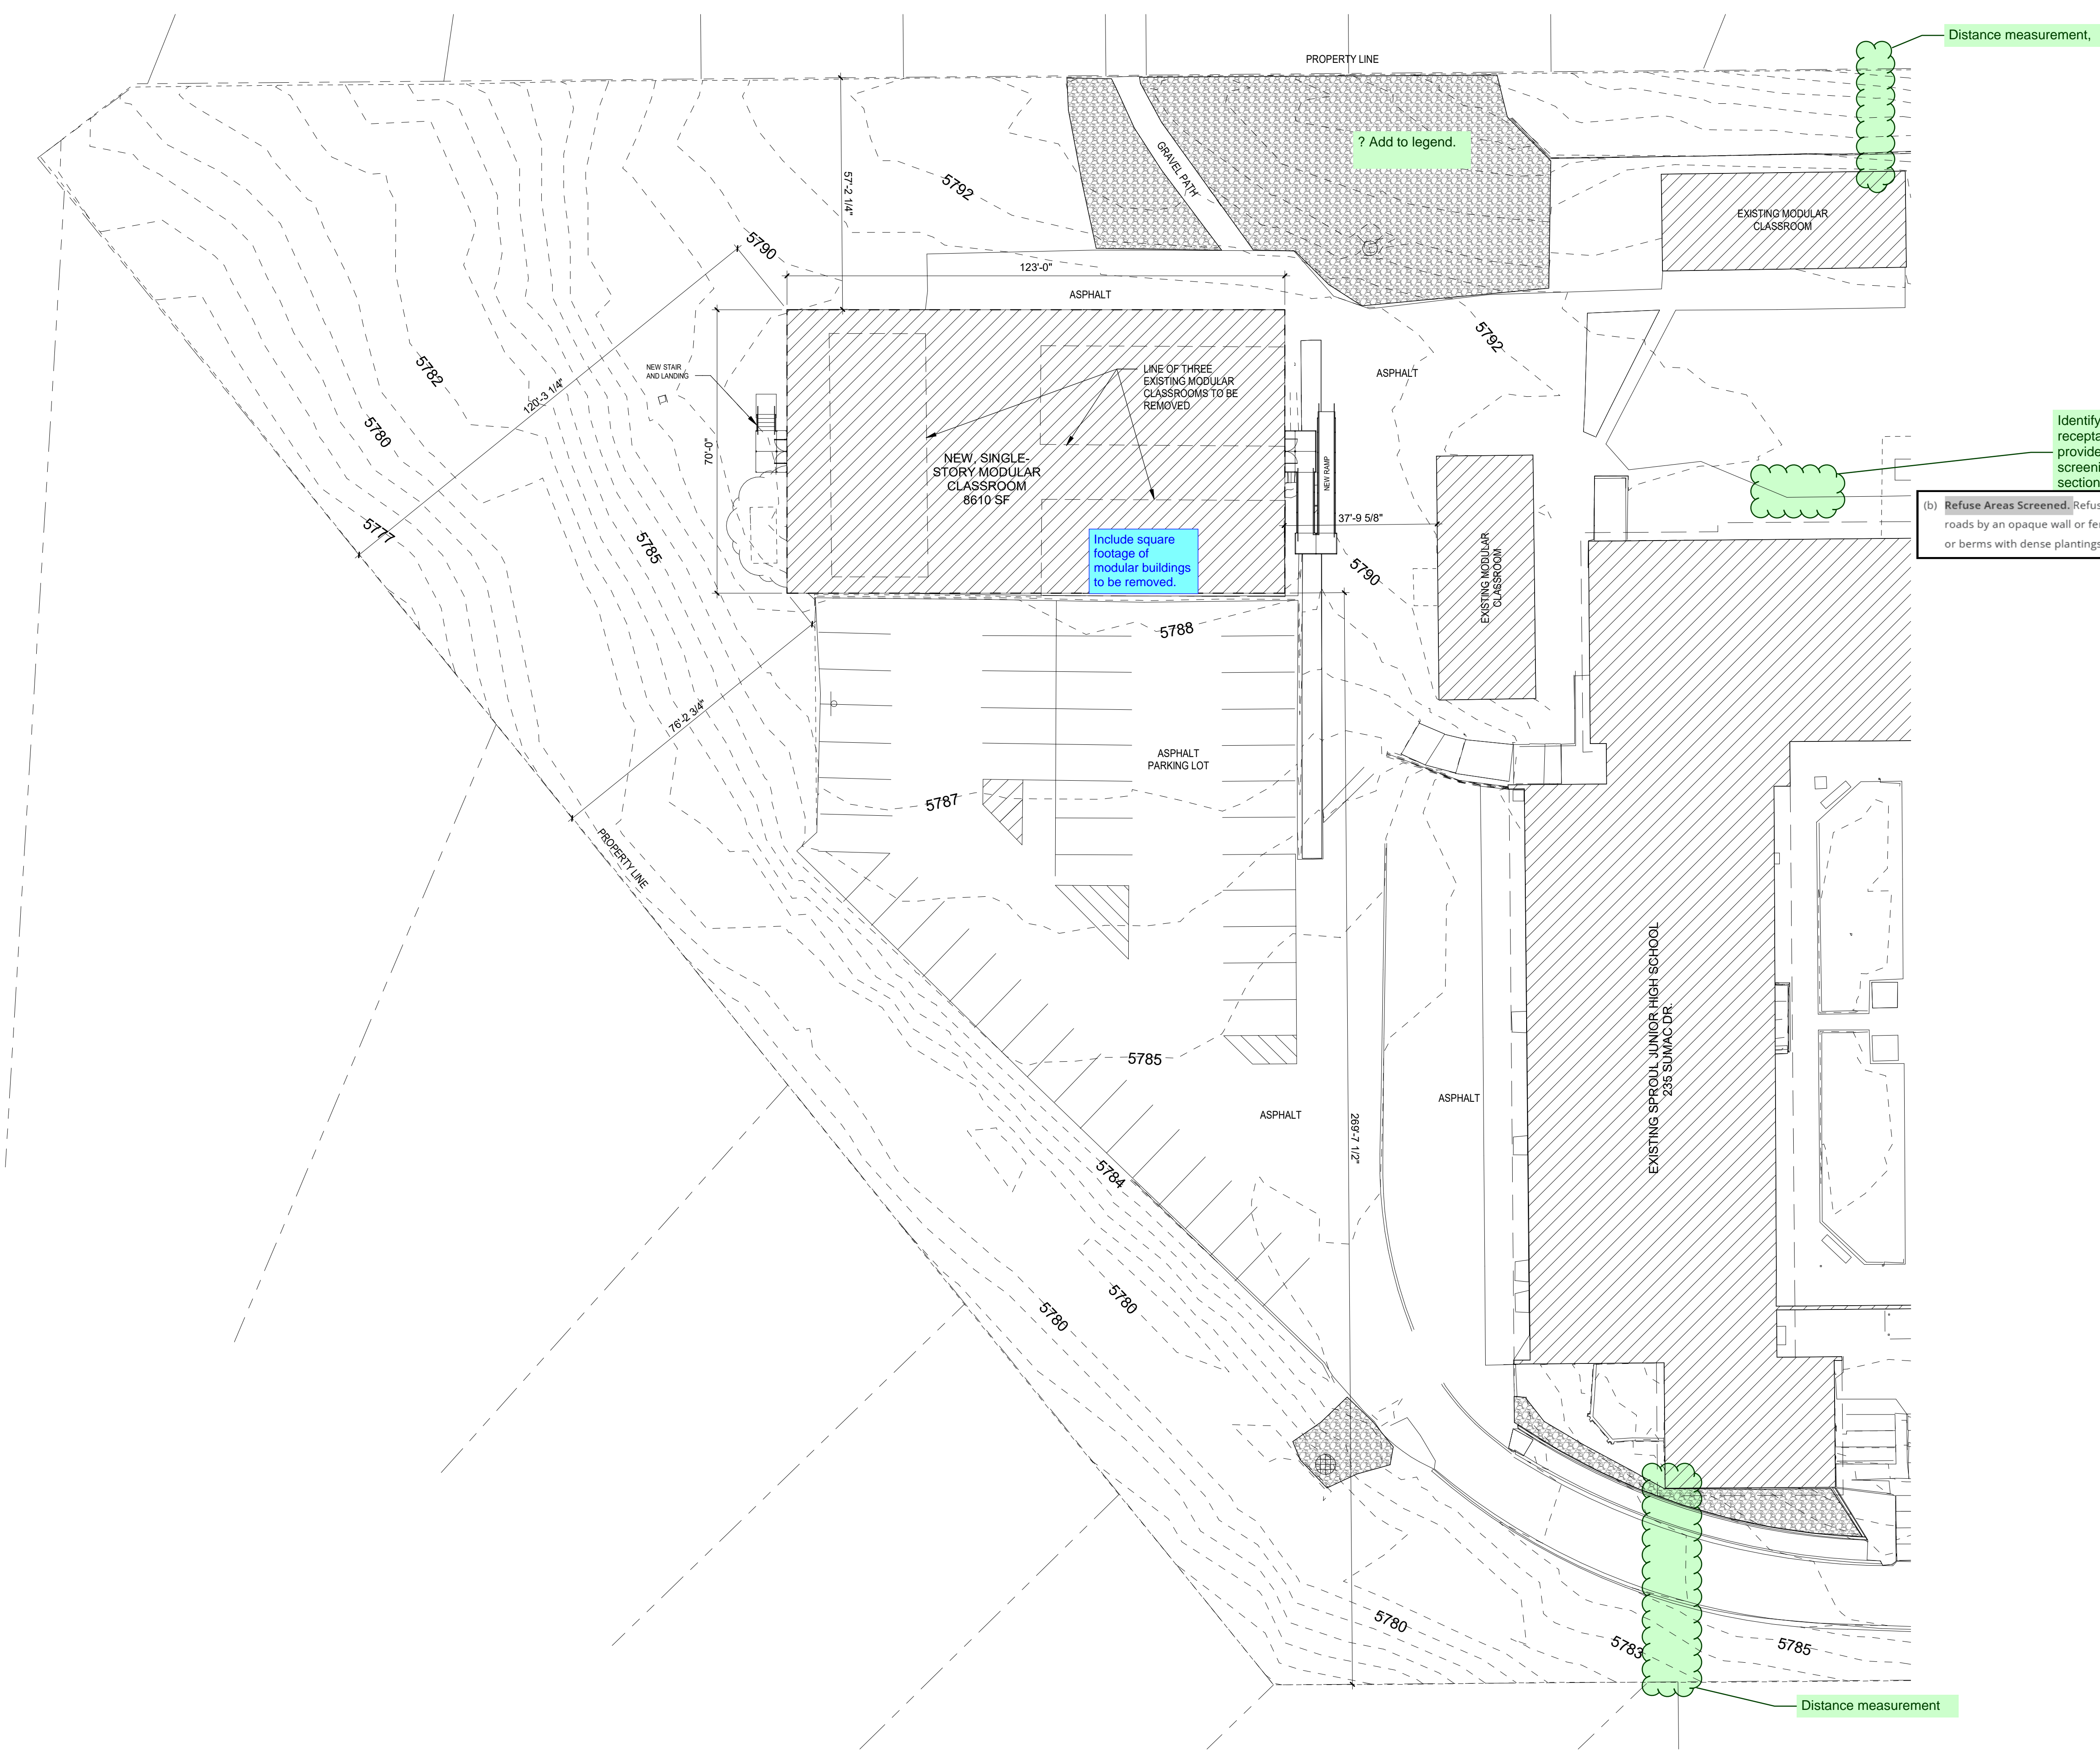 Distance measurement,
PROPERTY LINE
? Add to legend.
GRAVEL PATH
57'-2 1/4"
5792
EXISTING MODULAR
CLASSROOM
5790
123'-0"
ASPHALT
5792
5782
NEW STAIR
AND LANDING
120'-3 1/4"
LINE OF THREE
EXISTING MODULAR
CLASSROOMS TO BE
REMOVED
ASPHALT
5780
70'-0"
NEW, SINGLE-
STORY MODULAR
CLASSROOM
8610 SF
NEW RAMP
Identify
provide
section
(b) Refuse Areas Screened.
roads by an opaque wall or
or berms with dense plantings
5777
5785
37'-9 5/8"
Include square
footage of
modular buildings
to be removed.
5790
EXISTING MODULAR
CLASSROOM
5788
76'-2 3/4"
ASPHALT
PARKING LOT
5787
PROPERTY LINE
EXISTING SPROUL JUNIOR HIGH SCHOOL
235 SUMAC DR.
5785
ASPHALT
ASPHALT
269'-7 1/2"
5784
5780
5780
5780
5783
5785
Distance measurement